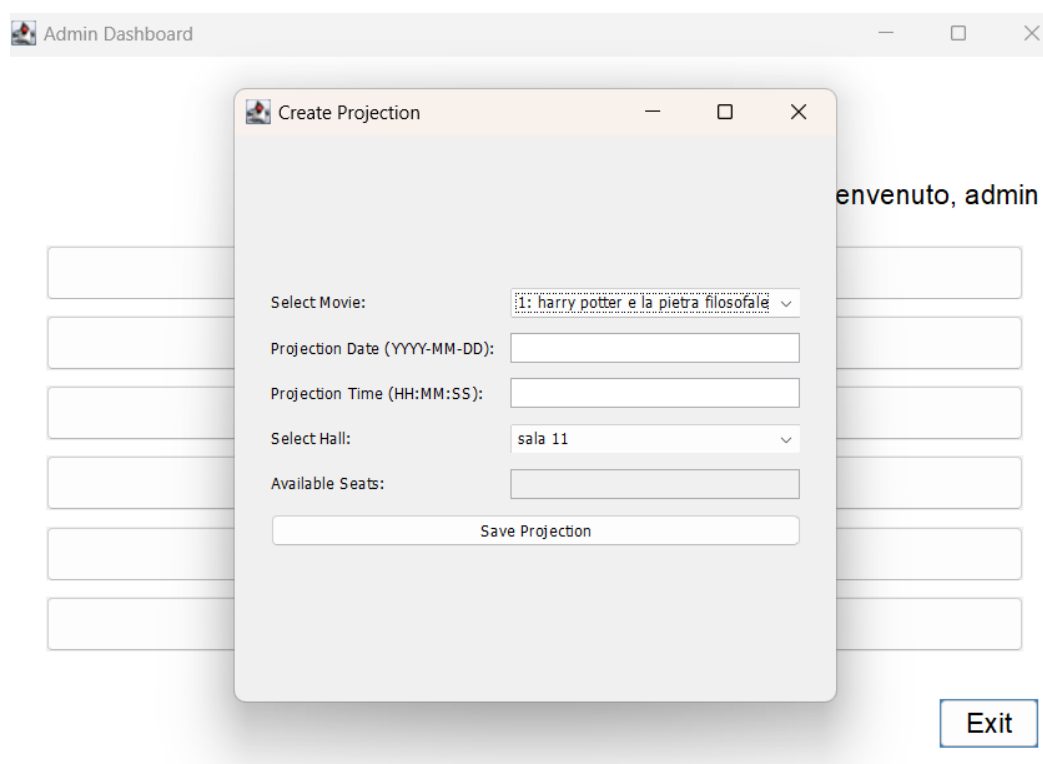 Admin Dashboard
Create Projection
envenuto, admin
Select Movie:
1: harry potter e la pietra filosofale
Projection Date (YYYY-MM-DD):
Projection Time (HH:MM:SS):
Select Hall:
sala 11
Available Seats:
Save Projection
Exit